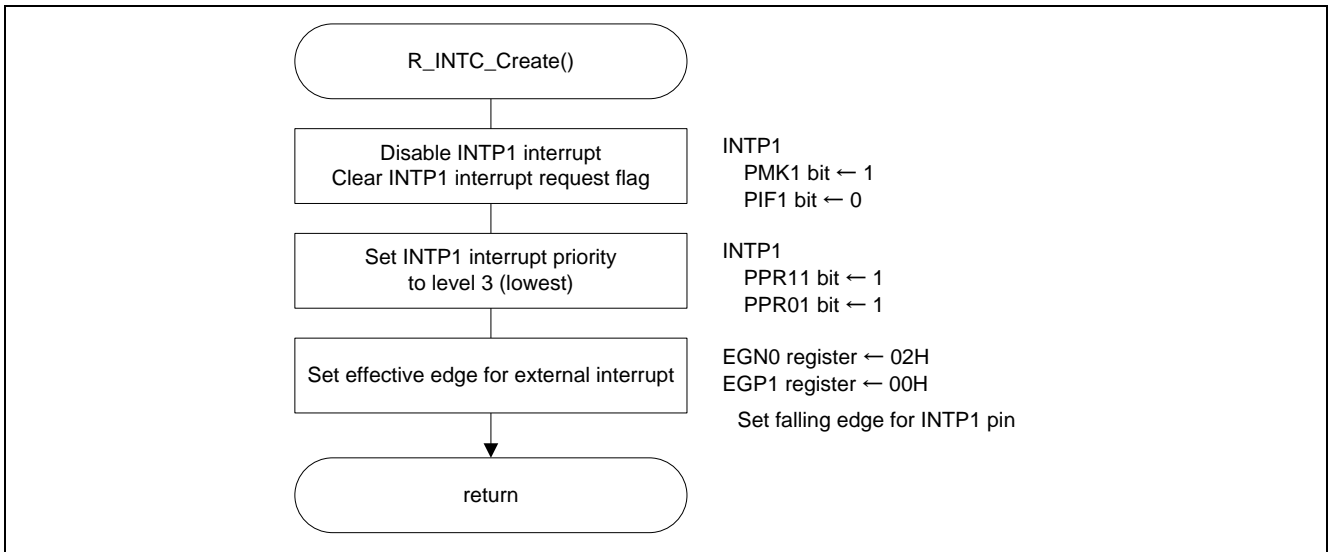 R_INTC_Create()
Disable INTP1 interrupt
Clear INTP1 interrupt request flag
INTP1
PMK1 bit ← 1
PIF1 bit ← 0
Set INTP1 interrupt priority
to level 3 (lowest)
INTP1
PPR11 bit ← 1
PPR01 bit ← 1
Set effective edge for external interrupt
EGN0 register ← 02H
EGP1 register ← 00H
Set falling edge for INTP1 pin
return